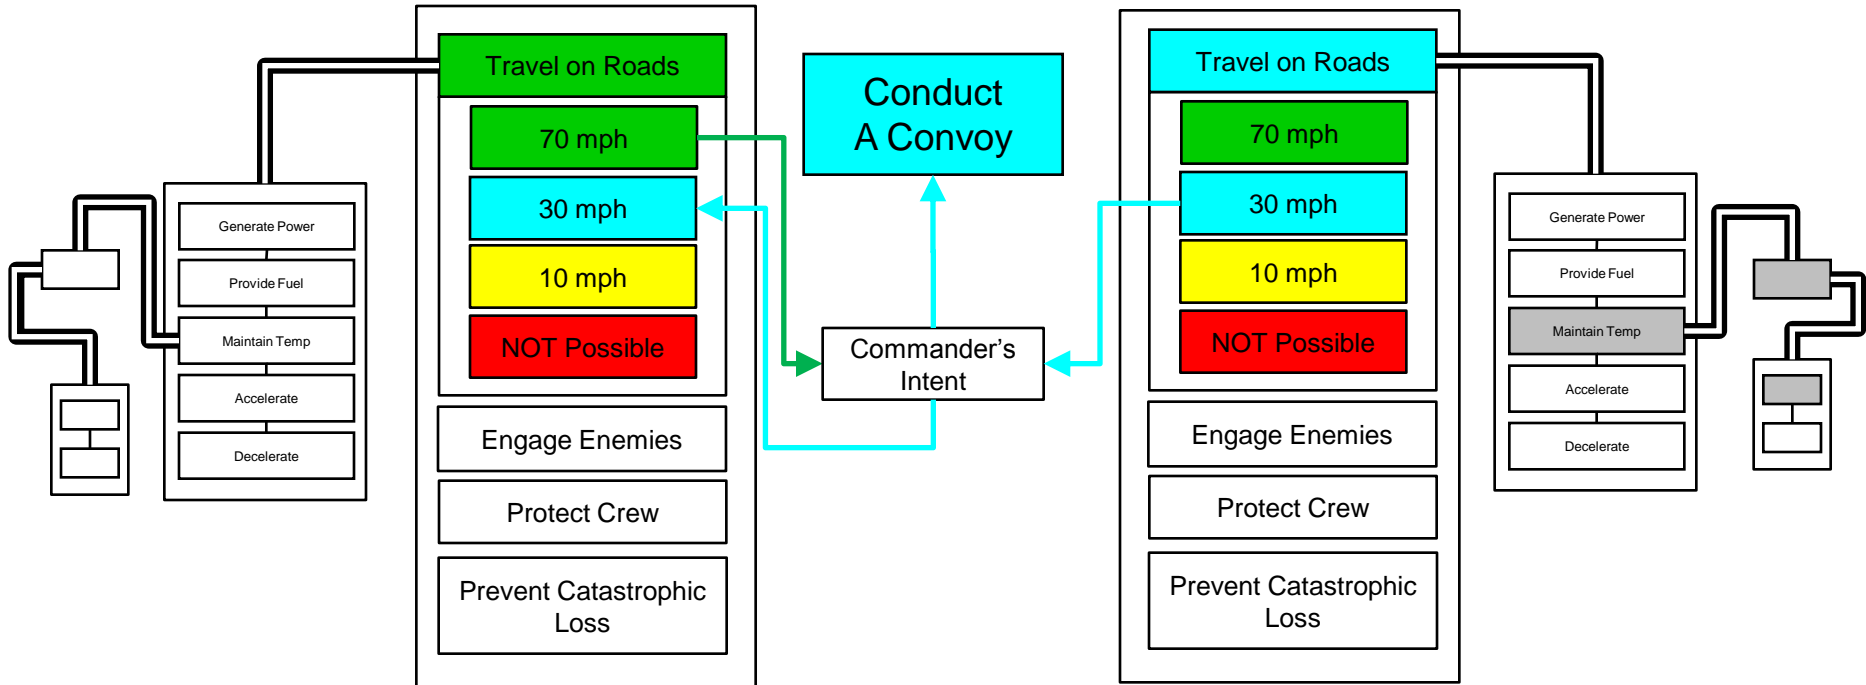 Travel on Roads
70 mph
30 mph
10 mph
NOT Possible
Engage Enemies
Protect Crew
Prevent Catastrophic
Loss
Generate Power
Provide Fuel
Maintain Temp
Accelerate
Decelerate
Conduct
A Convoy
Commander's
Intent
Travel on Roads
70 mph
30 mph
10 mph
NOT Possible
Engage Enemies
Protect Crew
Prevent Catastrophic
Loss
Generate Power
Provide Fuel
Maintain Temp
Accelerate
Decelerate